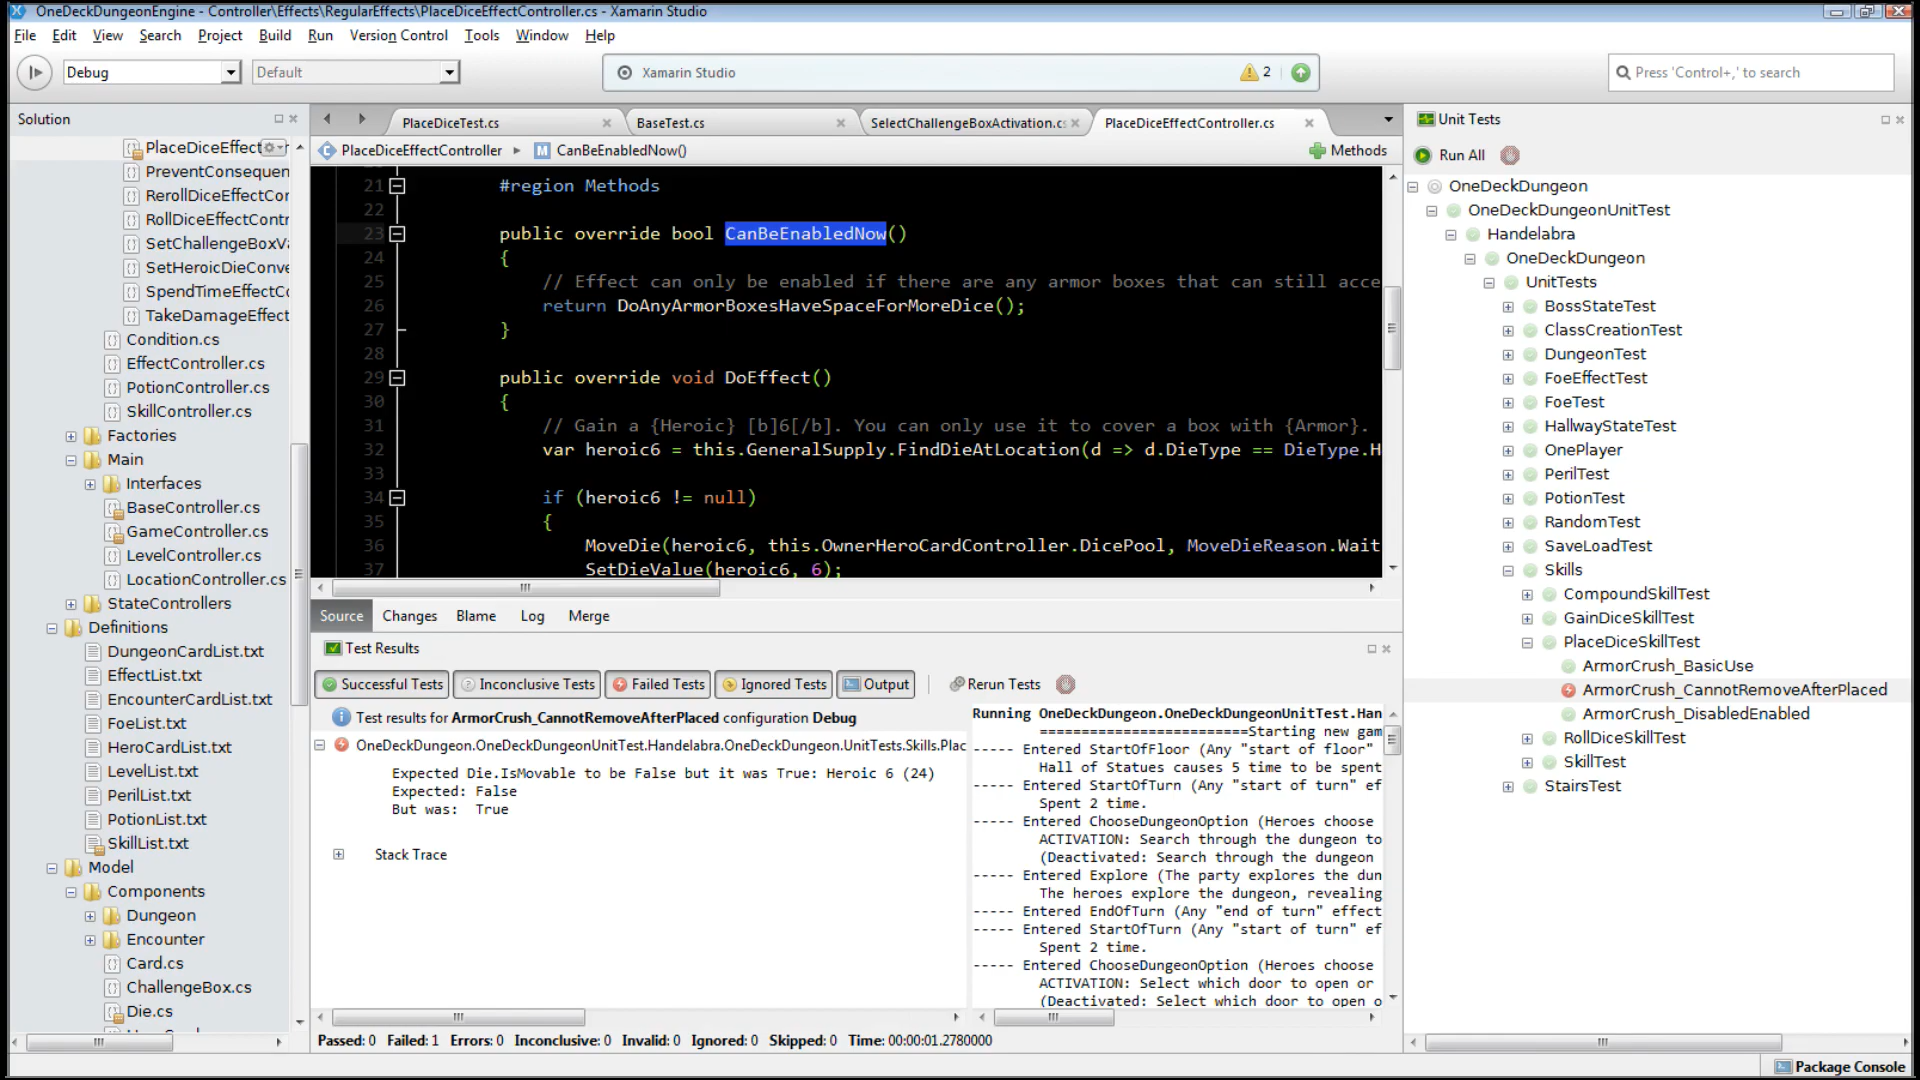 OneDeckDungeonEngine - Controller\Effects\RegularEffects\PlaceDiceEffectController.cs - Xamarin Studio
File Edit View Search Project Build Run Version Control Tools Window Help
Debug Default Xamarin Studio 2 Press 'Control+,' to search
Solution
PlaceDiceEffect
PreventConsequen
RerollDiceEffectCor
RollDiceEffectContr
SetChallengeBoxVa
SetHeroicDieConve
SpendTimeEffectCo
TakeDamageEffect
Condition.cs
EffectController.cs
PotionController.cs
SkillController.cs
Factories
Main
Interfaces
BaseController.cs
GameController.cs
LevelController.cs
LocationController.cs
StateControllers
Definitions
DungeonCardList.txt
EffectList.txt
EncounterCardList.txt
FoeList.txt
HeroCardList.txt
LevelList.txt
PerilList.txt
PotionList.txt
SkillList.txt
Model
Components
Dungeon
Encounter
Card.cs
ChallengeBox.cs
Die.cs
PlaceDiceTest.cs BaseTest.cs SelectChallengeBoxActivation.cs PlaceDiceEffectController.cs
PlaceDiceEffectController CanBeEnabledNow() Methods
21 #region Methods
22
23 public override bool CanBeEnabledNow()
24 {
25 // Effect can only be enabled if there are any armor boxes that can still acce
26 return DoAnyArmorBoxesHaveSpaceForMoreDice();
27 }
28
29 public override void DoEffect()
30 {
31 // Gain a {Heroic} [b]6[/b]. You can only use it to cover a box with {Armor}.
32 var heroic6 = this.GeneralSupply.FindDieAtLocation(d => d.DieType == DieType.H
33
34 if (heroic6 != null)
35 {
36 MoveDie(heroic6, this.OwnerHeroCardController.DicePool, MoveDieReason.Wait
37 SetDieValue(heroic6, 6);
Source Changes Blame Log Merge
Test Results
Successful Tests Inconclusive Tests Failed Tests Ignored Tests Output Rerun Tests
Test results for ArmorCrush_CannotRemoveAfterPlaced configuration Debug
OneDeckDungeon.OneDeckDungeonUnitTest.Handelabra.OneDeckDungeon.UnitTests.Skills.Plac
Expected Die.IsMovable to be False but it was True: Heroic 6 (24)
Expected: False
But was: True
Stack Trace
Running OneDeckDungeon.OneDeckDungeonUnitTest.Han
========================Starting new gam
----- Entered StartOfFloor (Any "start of floor"
Hall of Statues causes 5 time to be spent
----- Entered StartOfTurn (Any "start of turn" ef
Spent 2 time.
----- Entered ChooseDungeonOption (Heroes choose
ACTIVATION: Search through the dungeon to
(Deactivated: Search through the dungeon
----- Entered Explore (The party explores the dun
The heroes explore the dungeon, revealing
----- Entered EndOfTurn (Any "end of turn" effect
----- Entered StartOfTurn (Any "start of turn" ef
Spent 2 time.
----- Entered ChooseDungeonOption (Heroes choose
ACTIVATION: Select which door to open or
(Deactivated: Select which door to open o
Passed: 0 Failed: 1 Errors: 0 Inconclusive: 0 Invalid: 0 Ignored: 0 Skipped: 0 Time: 00:00:01.2780000
Unit Tests
Run All
OneDeckDungeon
OneDeckDungeonUnitTest
Handelabra
OneDeckDungeon
UnitTests
BossStateTest
ClassCreationTest
DungeonTest
FoeEffectTest
FoeTest
HallwayStateTest
OnePlayer
PerilTest
PotionTest
RandomTest
SaveLoadTest
Skills
CompoundSkillTest
GainDiceSkillTest
PlaceDiceSkillTest
ArmorCrush_BasicUse
ArmorCrush_CannotRemoveAfterPlaced
ArmorCrush_DisabledEnabled
RollDiceSkillTest
SkillTest
StairsTest
Package Console